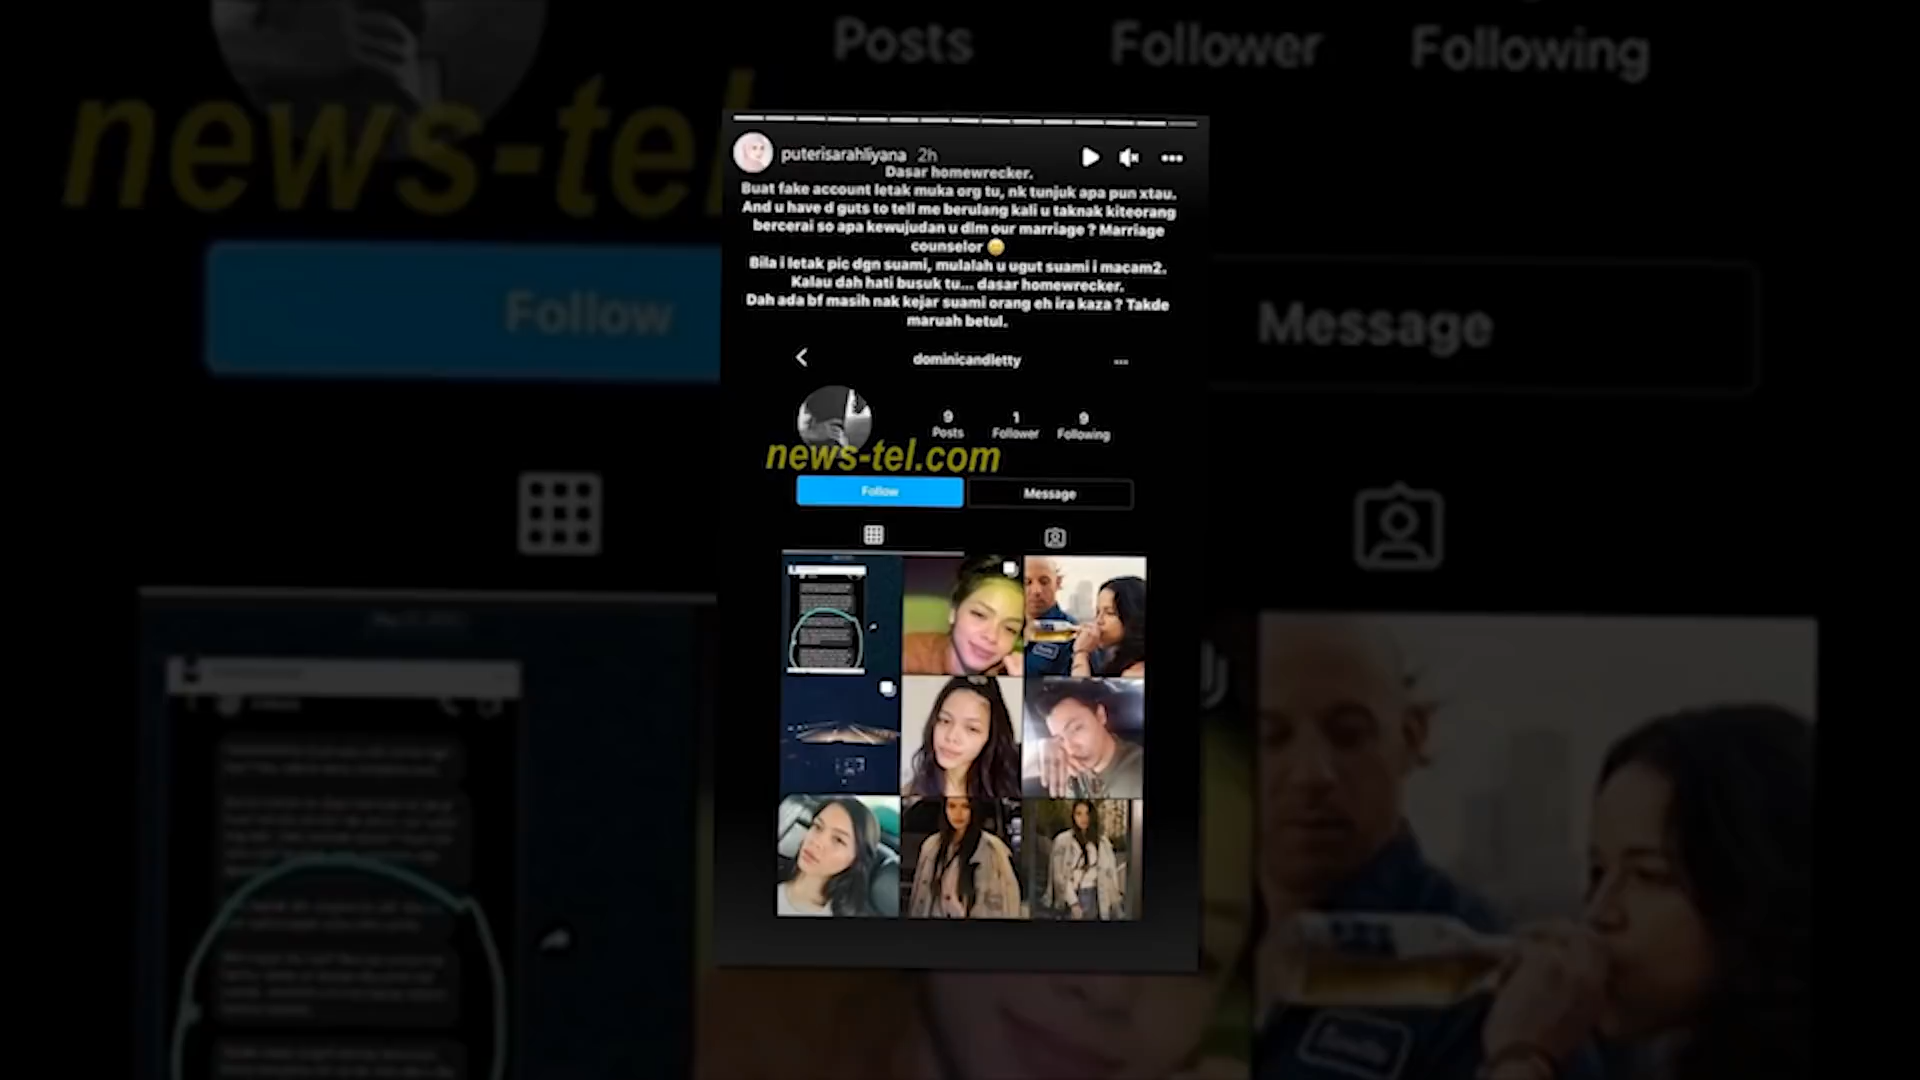 Posts
Follower
Following
news-tel
puterisarahliyana 2h
Dasar homewrecker.
Buat fake account letak muka org tu, nk tunjuk apa pun xtau.
And u have d guts to tell me berulang kali u taknak kiteorang
bercerai so apa kewujudan u dlm our marriage ? Marriage
counselor 😑
Bila i letak pic dgn suami, mulalah u ugut suami i macam2.
Kalau dah hati busuk tu... dasar homewrecker.
Dah ada bf masih nak kejar suami orang eh ira kaza ? Takde
maruah betul.
Follow
Message
dominicandletty
9
1
9
Posts
Follower
Following
news-tel.com
Follow
Message